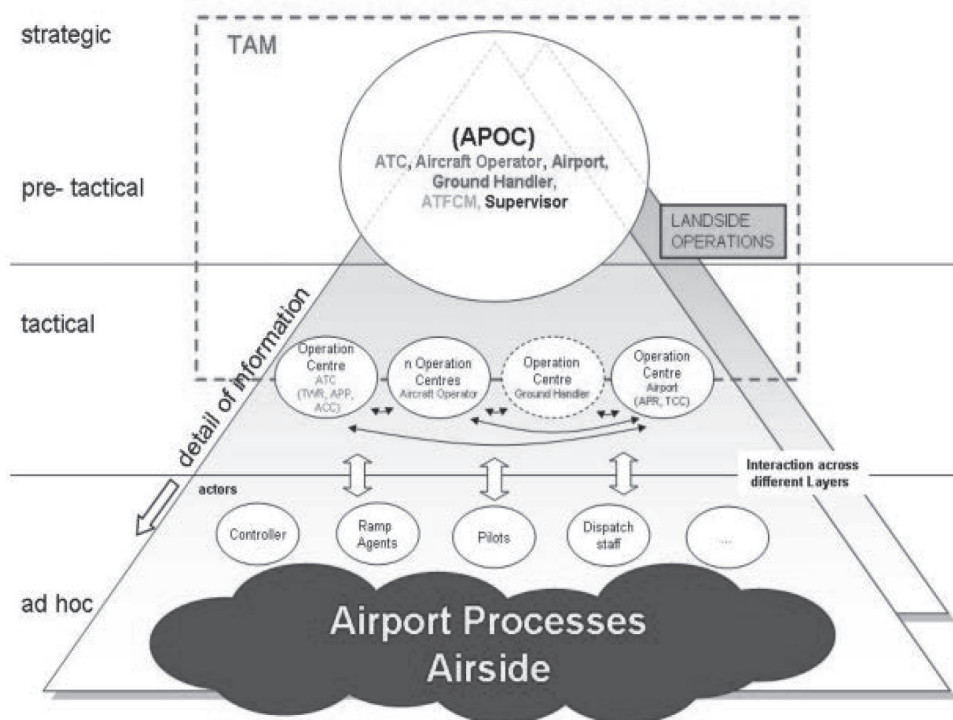 strategic
TAM
(APOC)
ATC, Aircraft Operator, Airport,
Ground Handler,
ATFCM, Supervisor
pre- tactical
LANDSIDE
OPERATIONS
tactical
detail of information
Operation
Centre
ATC
(TWR, APP,
ACC)
n Operation
Centres
Aircraft Operator
Operation
Centre
Ground Handler
Operation
Centre
Airport
(APR, TCC)
Interaction across
different Layers
actors
Controller
Ramp
Agents
Pilots
Dispatch
staff
...
ad hoc
Airport Processes
Airside